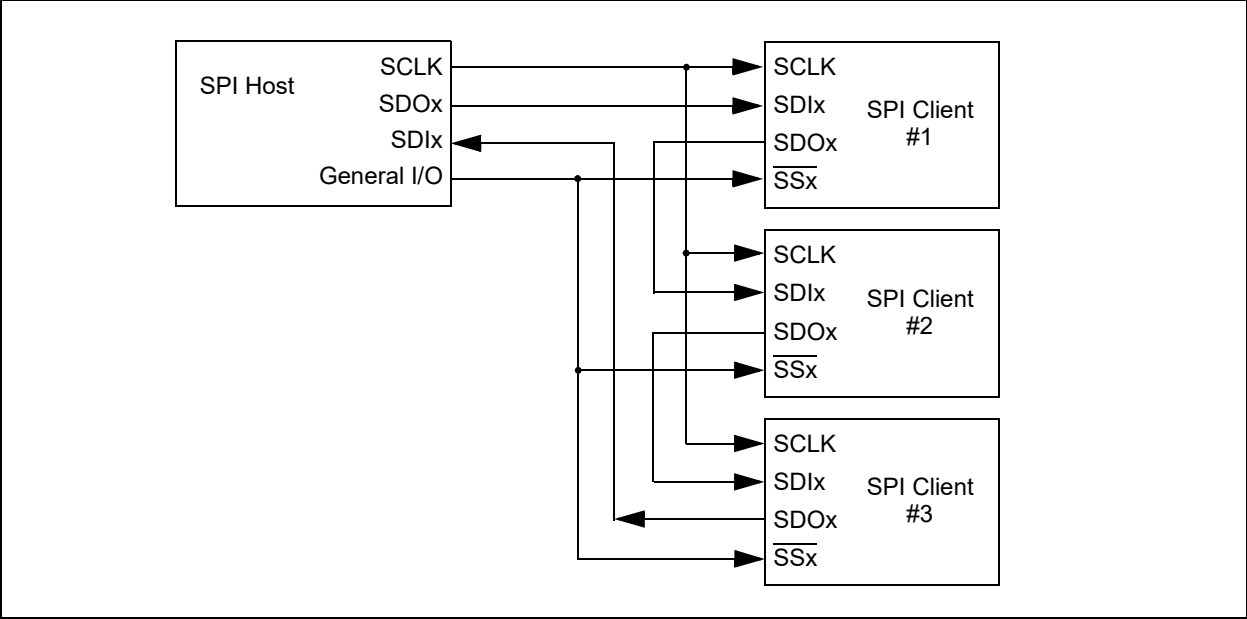 SPI Host
SCLK
SDOx
SDIx
General I/O
SCLK
SDIx
SDOx
SSx
SPI Client
#1
SCLK
SDIx
SDOx
SSx
SPI Client
#2
SCLK
SDIx
SDOx
SSx
SPI Client
#3